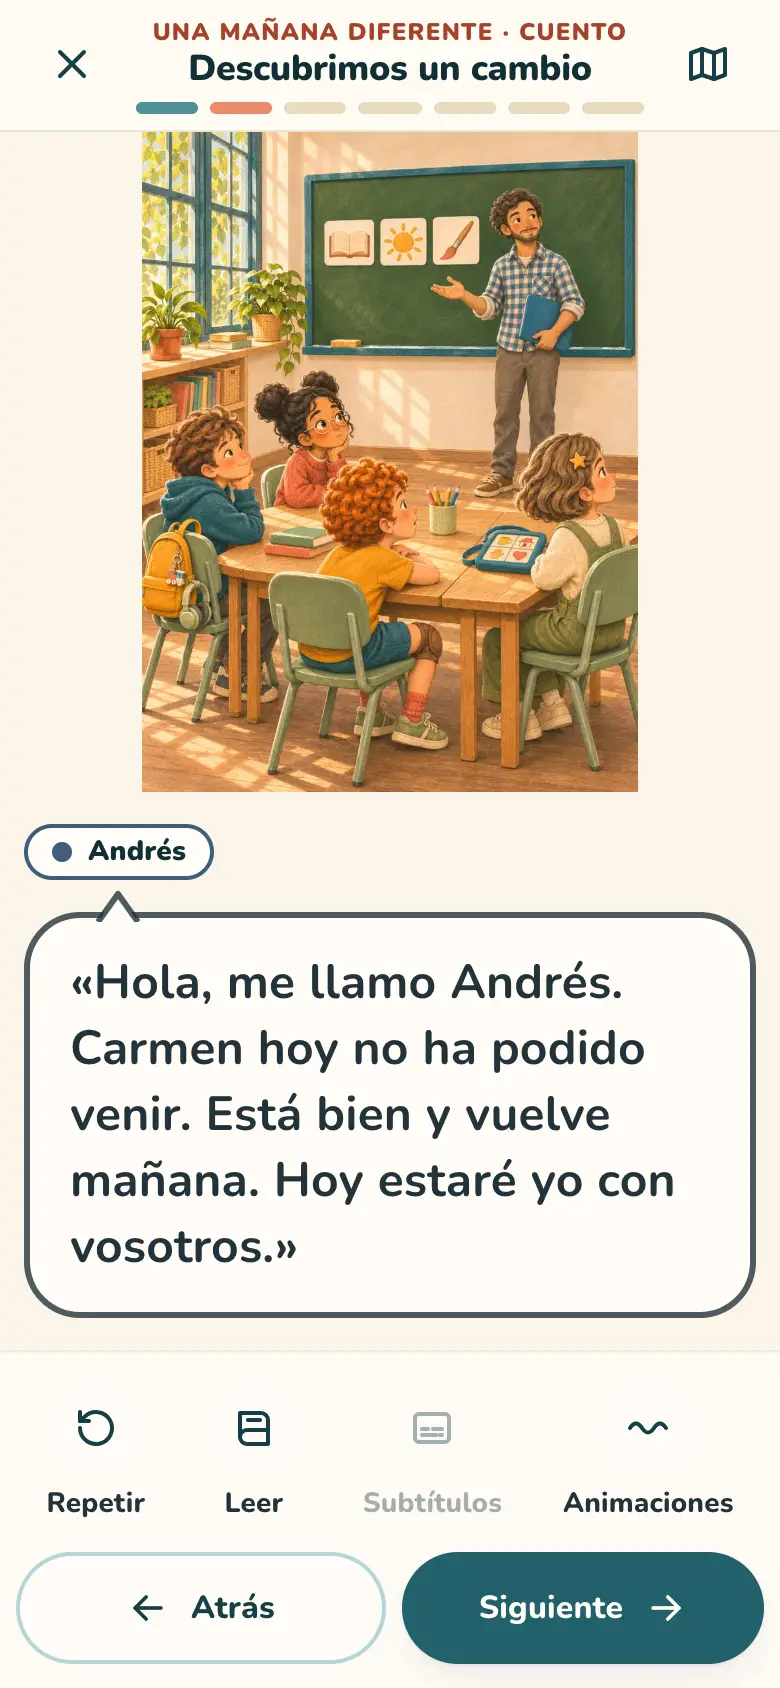 UNA MAÑANA DIFERENTE · CUENTO
Descubrimos un cambio
Andrés
«Hola, me llamo Andrés.
Carmen hoy no ha podido
venir. Está bien y vuelve
mañana. Hoy estaré yo con
vosotros.»
Repetir
Leer
Subtítulos
Animaciones
Atrás
Siguiente